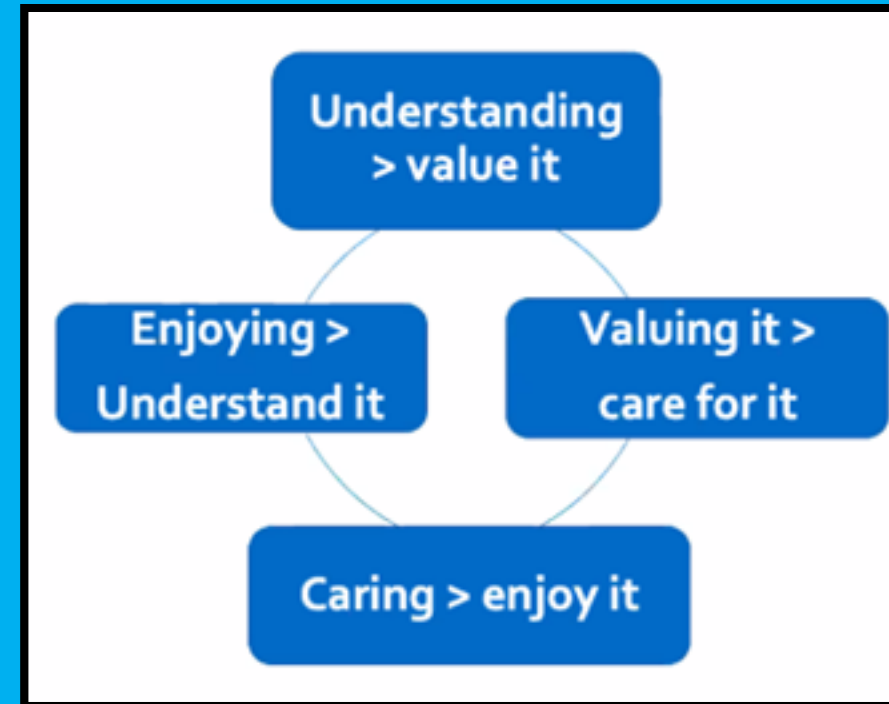 Understanding
> value it
Enjoying >
Understand it
Valuing it >
care for it
Caring > enjoy it